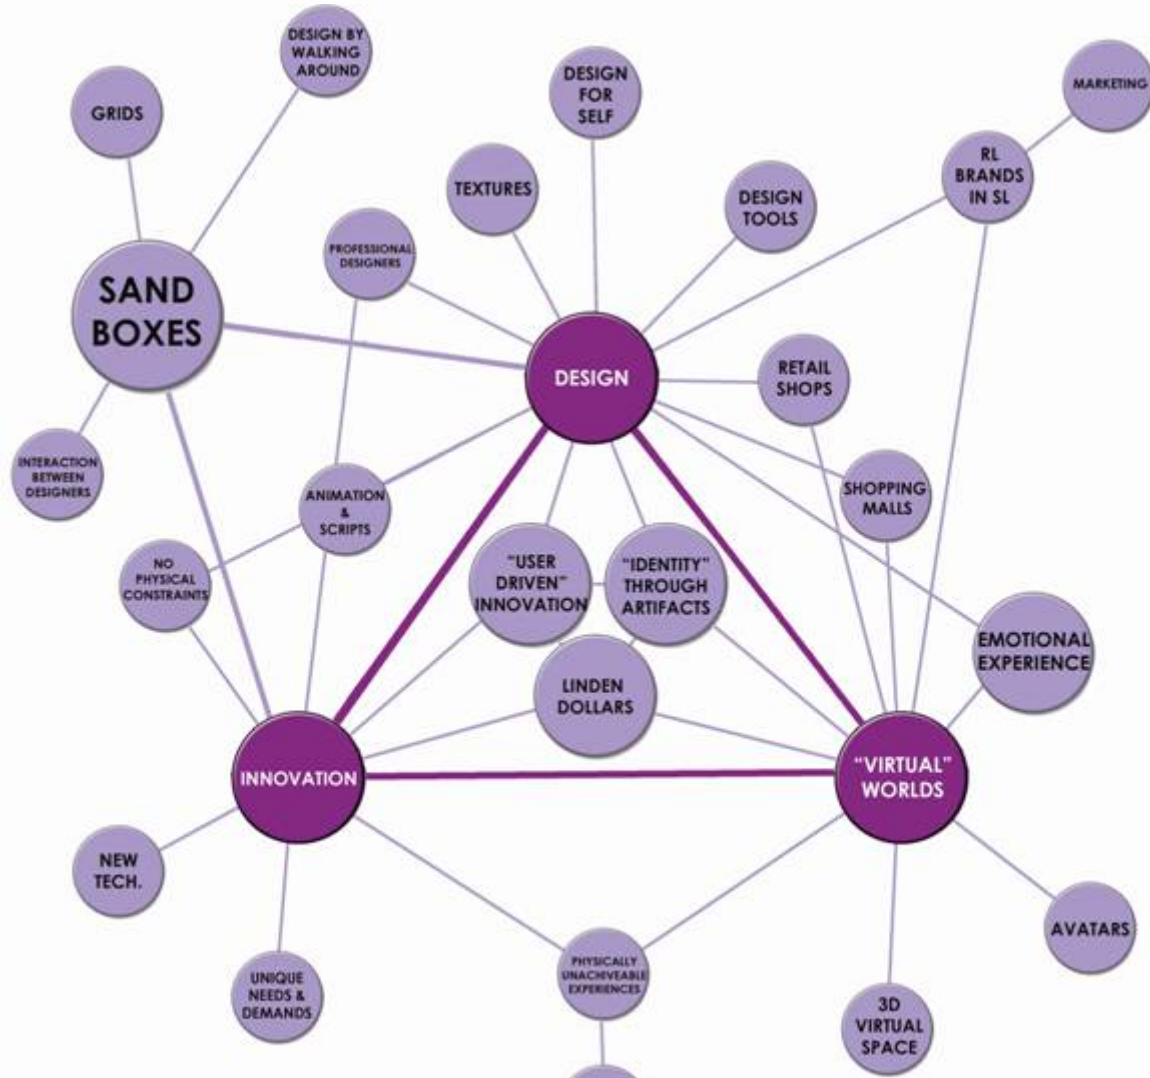 DESIGN BY
WALKING
AROUND
GRIDS
DESIGN
FOR
SELF
MARKETING
TEXTURES
DESIGN
TOOLS
RL
BRANDS
IN SL
PROFESSIONAL
DESIGNERS
SAND
BOXES
DESIGN
RETAIL
SHOPS
INTERACTION
BETWEEN
DESIGNERS
ANIMATION
&
SCRIPTS
SHOPPING
MALLS
NO
PHYSICAL
CONSTRAINTS
"USER
DRIVEN"
INNOVATION
"IDENTITY"
THROUGH
ARTIFACTS
EMOTIONAL
EXPERIENCE
LINDEN
DOLLARS
INNOVATION
"VIRTUAL"
WORLDS
NEW
TECH.
AVATARS
UNIQUE
NEEDS &
DEMANDS
PHYSICALLY
UNACHIVEABLE
EXPERIENCES
3D
VIRTUAL
SPACE